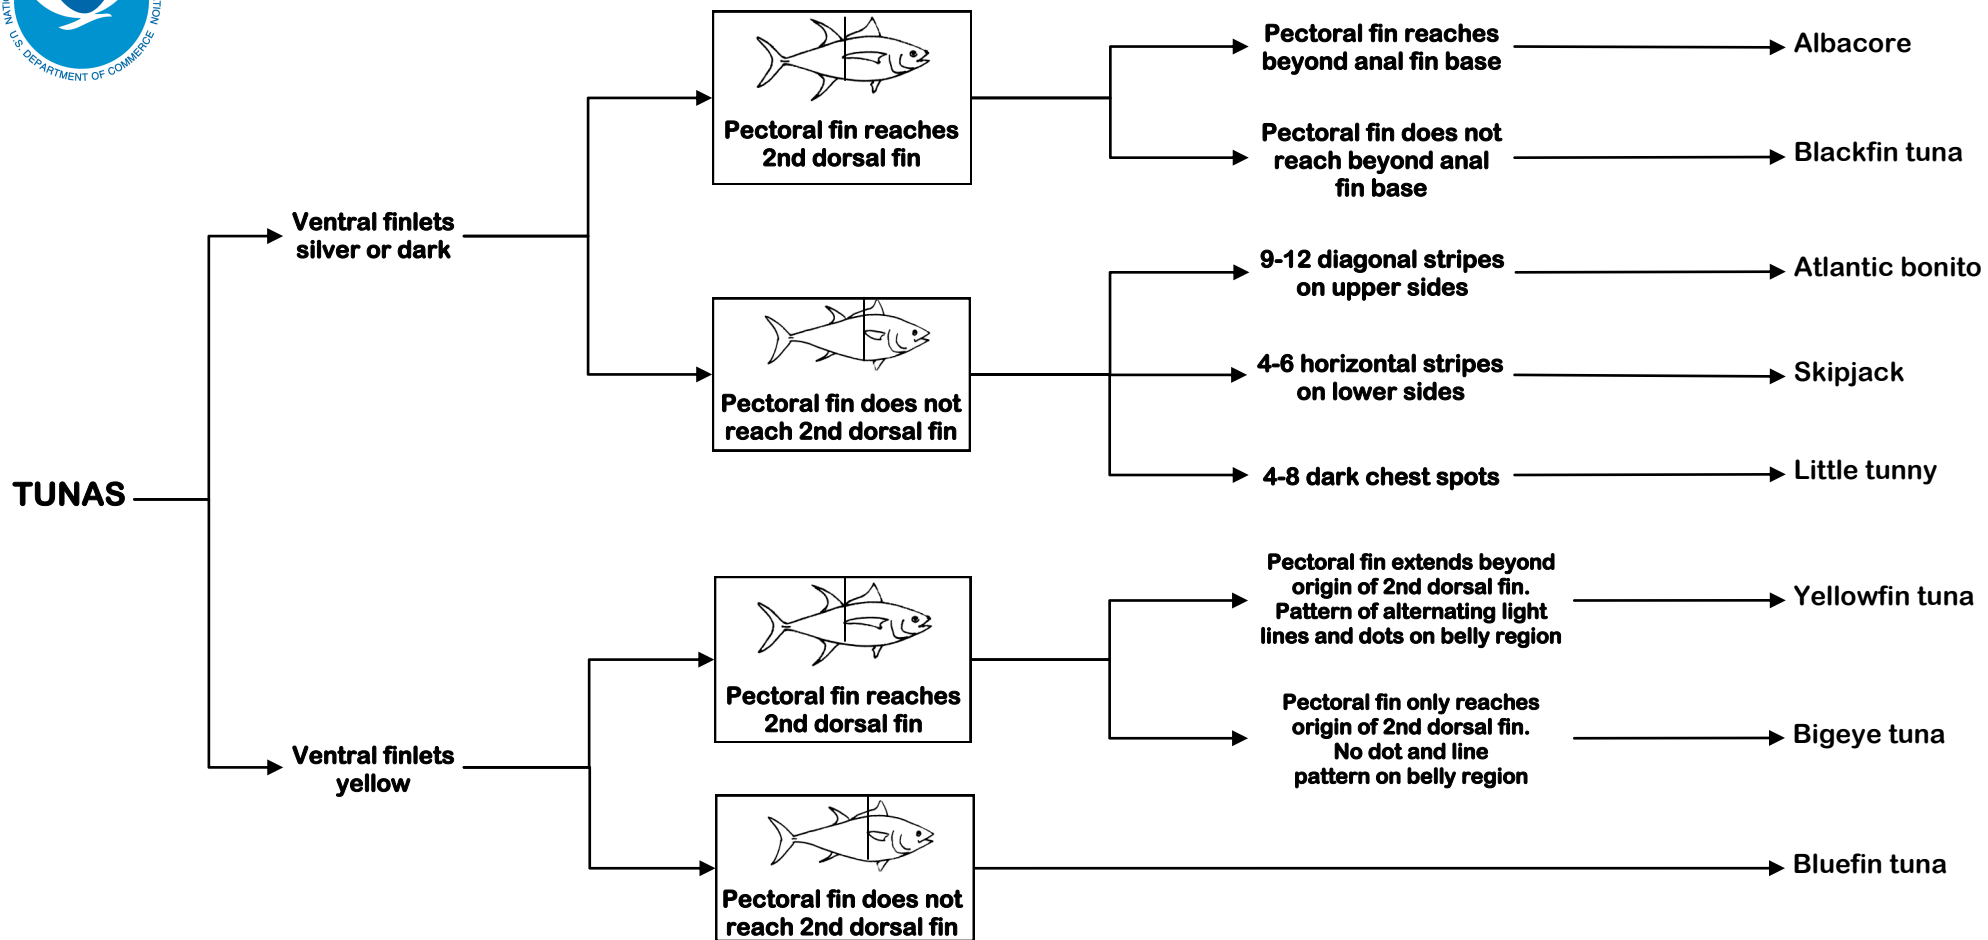 U.S. DEPARTMENT OF COMMERCE
Pectoral fin reaches
2nd dorsal fin
Pectoral fin reaches
beyond anal fin base
Albacore
Pectoral fin does not
reach beyond anal
fin base
Blackfin tuna
Ventral finlets
silver or dark
9-12 diagonal stripes
on upper sides
Atlantic bonito
Pectoral fin does not
reach 2nd dorsal fin
4-6 horizontal stripes
on lower sides
Skipjack
4-8 dark chest spots
Little tunny
TUNAS
Pectoral fin extends beyond
origin of 2nd dorsal fin.
Pattern of alternating light
lines and dots on belly region
Yellowfin tuna
Pectoral fin reaches
2nd dorsal fin
Pectoral fin only reaches
origin of 2nd dorsal fin.
No dot and line
pattern on belly region
Bigeye tuna
Ventral finlets
yellow
Pectoral fin does not
reach 2nd dorsal fin
Bluefin tuna